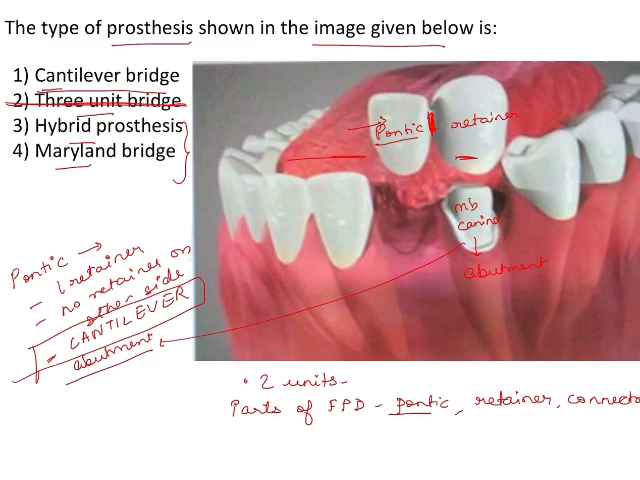 The type of prosthesis shown in the image given below is:
1) Cantilever bridge
2) Three unit bridge
3) Hybrid prosthesis
4) Maryland bridge
Pontic retainer
mb
canine
abutment
Pontic →
- 1 retainer
= no retainer on
other side
= CANTILEVER
abutment
• 2 units-
Parts of FPD - pontic, retainer, connecto